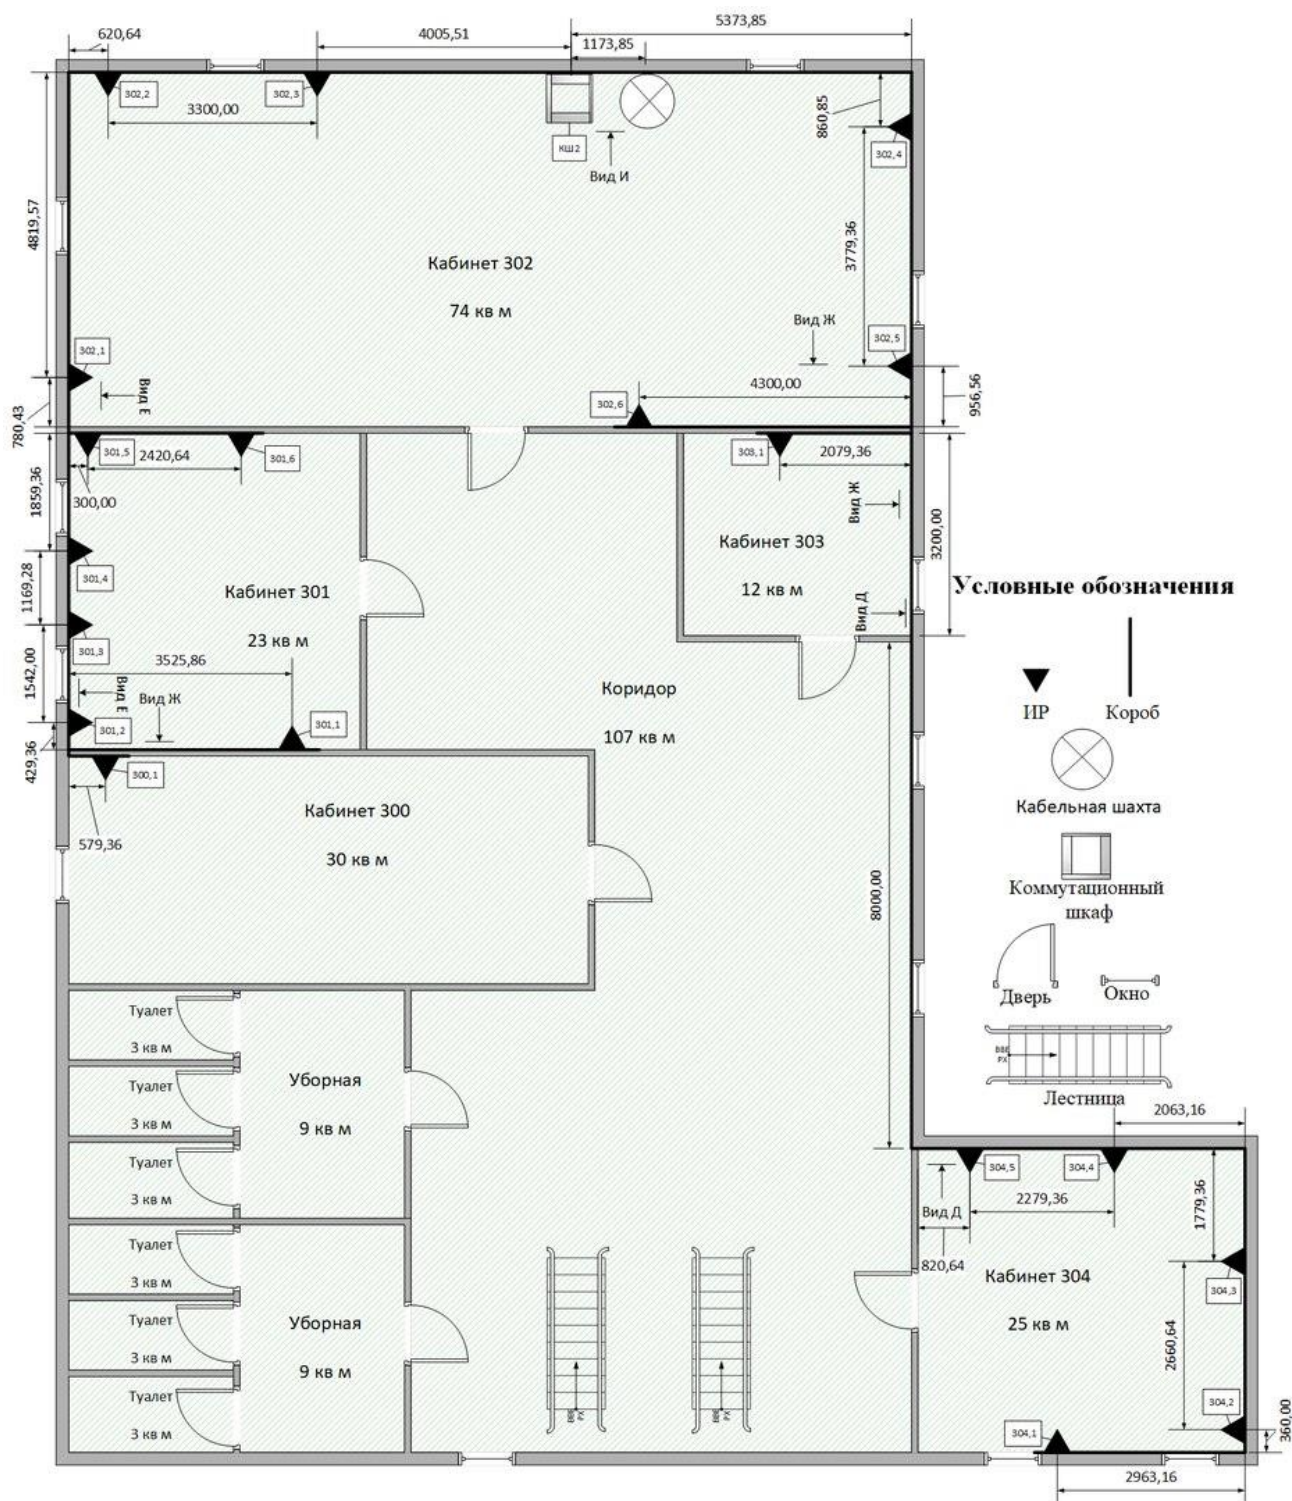 620,64
4005,51
5373,85
1173,85
302,2
3300,00
302,3
КШ2
Вид И
860,85
302,4
4819,57
Кабинет 302
74 кв м
3779,36
Вид Ж
302,5
302,1
Вид Е
780,43
4300,00
302,6
956,56
301,5
2420,64
301,6
300,00
303,1
2079,36
1859,36
Вид Ж
Кабинет 303
12 кв м
Вид Д
3200,00
301,4
1169,28
Кабинет 301
23 кв м
301,3
1542,00
3525,86
Вид Е
Вид Ж
301,2
301,1
429,36
Коридор
107 кв м
300,1
579,36
Кабинет 300
30 кв м
8000,00
Условные обозначения
ИР
Короб
Кабельная шахта
Коммутационный
шкаф
Дверь
Окно
ВВЕ
РХ
Лестница
Туалет
3 кв м
Туалет
3 кв м
Туалет
3 кв м
Уборная
9 кв м
Туалет
3 кв м
Туалет
3 кв м
Туалет
3 кв м
Уборная
9 кв м
ВВЕ
РХ
ВВЕ
РХ
2063,16
304,5
304,4
2279,36
Вид Д
820,64
1779,36
304,3
Кабинет 304
25 кв м
2660,64
304,2
304,1
360,00
2963,16